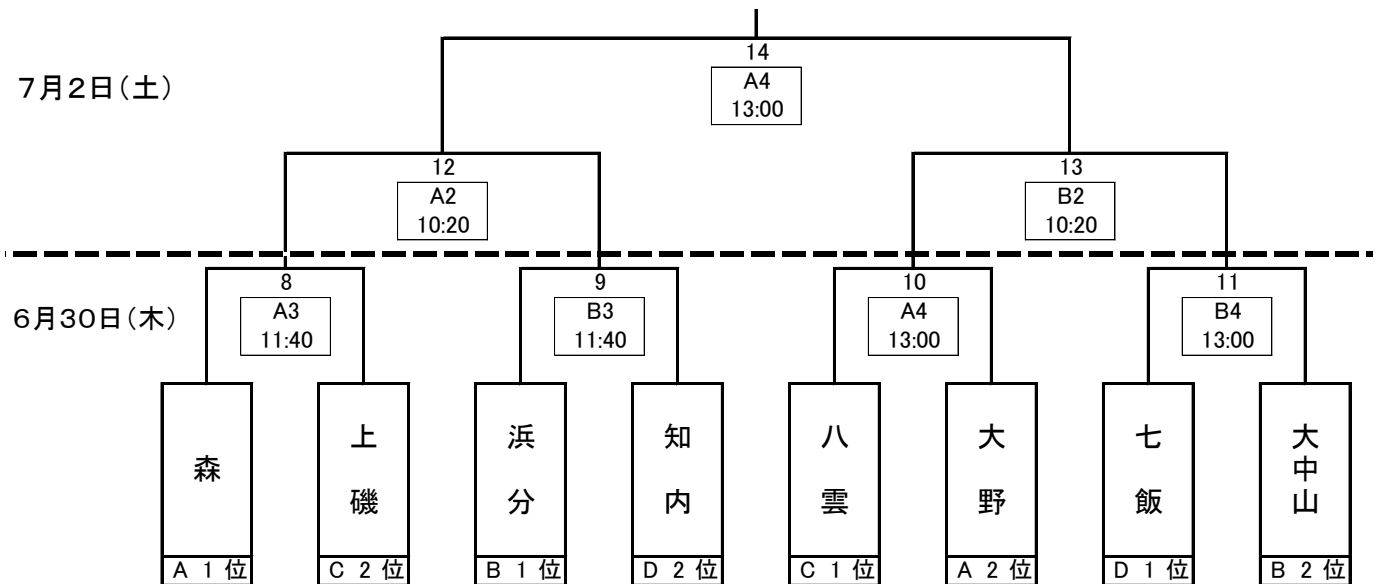 14
A4
13:00
7月2日(土)
12
A2
10:20
13
B2
10:20
8
A3
11:40
9
B3
11:40
10
A4
13:00
11
B4
13:00
6月30日(木)
森
上磯
浜分
知内
八雲
大野
七飯
大中山
A 1 位
C 2 位
B 1 位
D 2 位
C 1 位
A 2 位
D 1 位
B 2 位